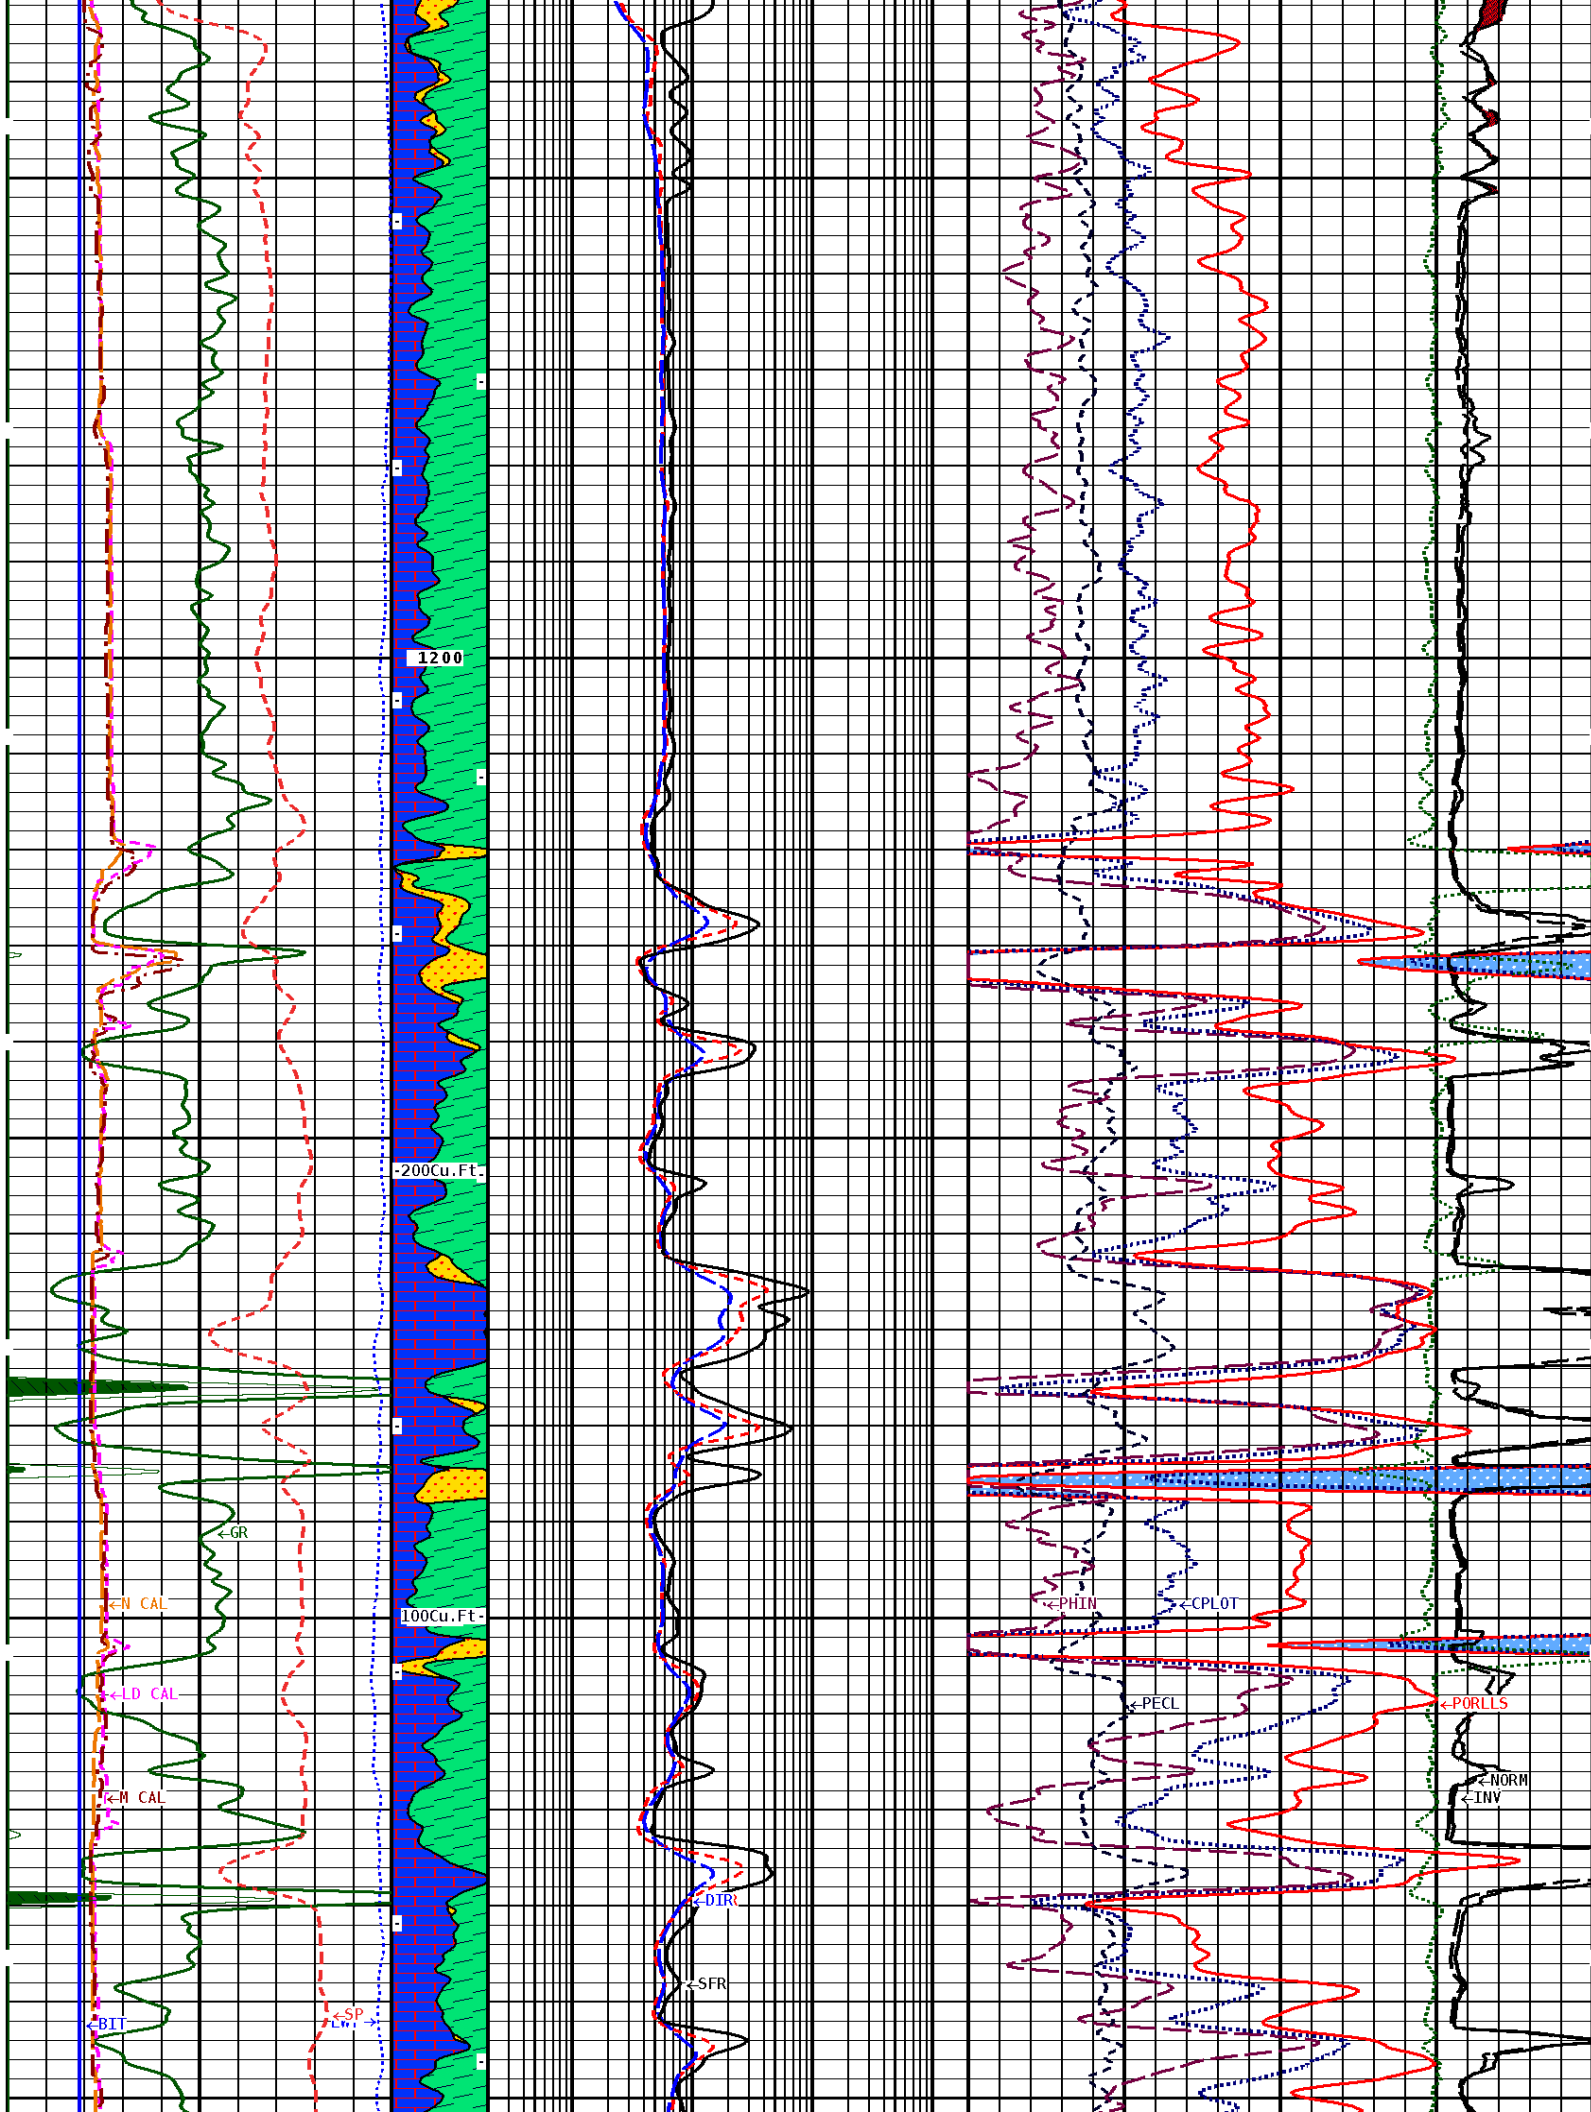 1200
-200Cu.Ft-
←GR
←N CAL
←PHIN
←CPLOT
100Cu.Ft-
←LD CAL
←PECL
←PORLLS
←NORM
←M CAL
←INV
←DIR
←SFR
←SP
←BIT